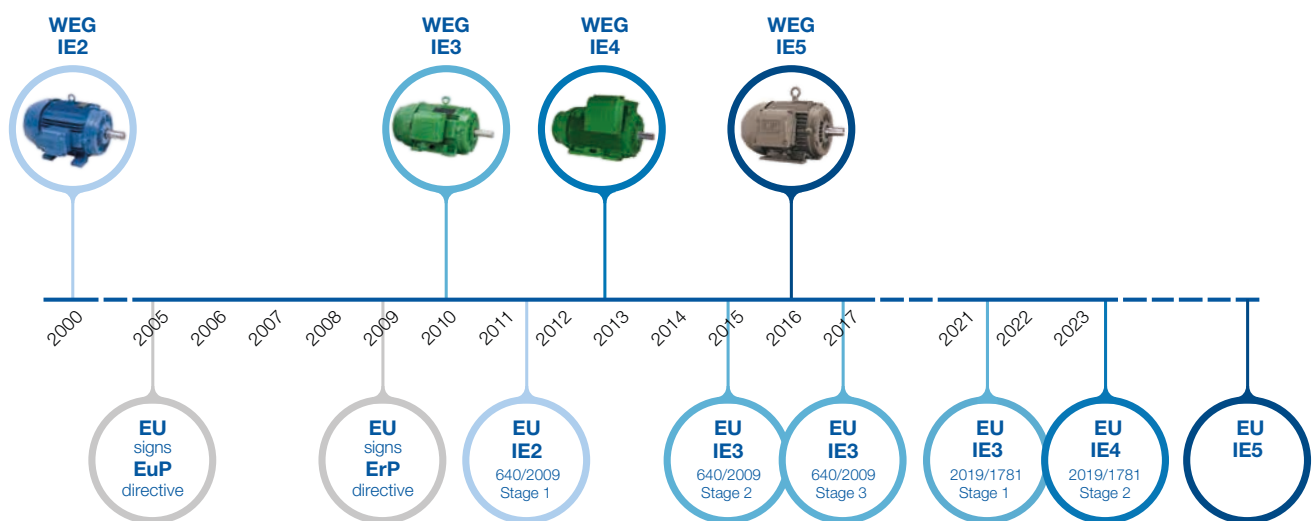 WEG
IE2
WEG
IE3
WEG
IE4
WEG
IE5
2000
2005
2006
2007
2008
2009
2010
2011
2012
2013
2014
2015
2016
2017
2021
2022
2023
EU
signs
EuP
directive
EU
signs
ErP
directive
EU
IE2
640/2009
Stage 1
EU
IE3
640/2009
Stage 2
EU
IE3
640/2009
Stage 3
EU
IE3
2019/1781
Stage 1
EU
IE4
2019/1781
Stage 2
EU
IE5